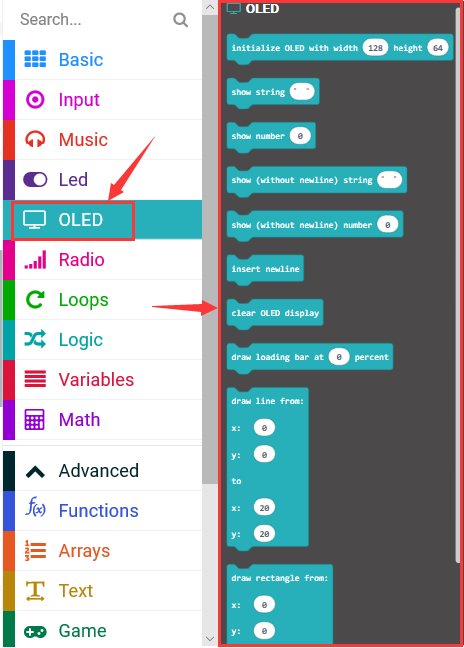 Search...
Basic
Input
Music
Led
OLED
Radio
Loops
Logic
Variables
Math
Advanced
f(x) Functions
1 2 3 Arrays
T Text
Game
OLED
initialize OLED with width 128 height 64
show string " "
show number 0
show (without newline) string " "
show (without newline) number 0
insert newline
clear OLED display
draw loading bar at 0 percent
draw line from:
x: 0
y: 0
to
x: 20
y: 20
draw rectangle from:
x: 0
y: 0